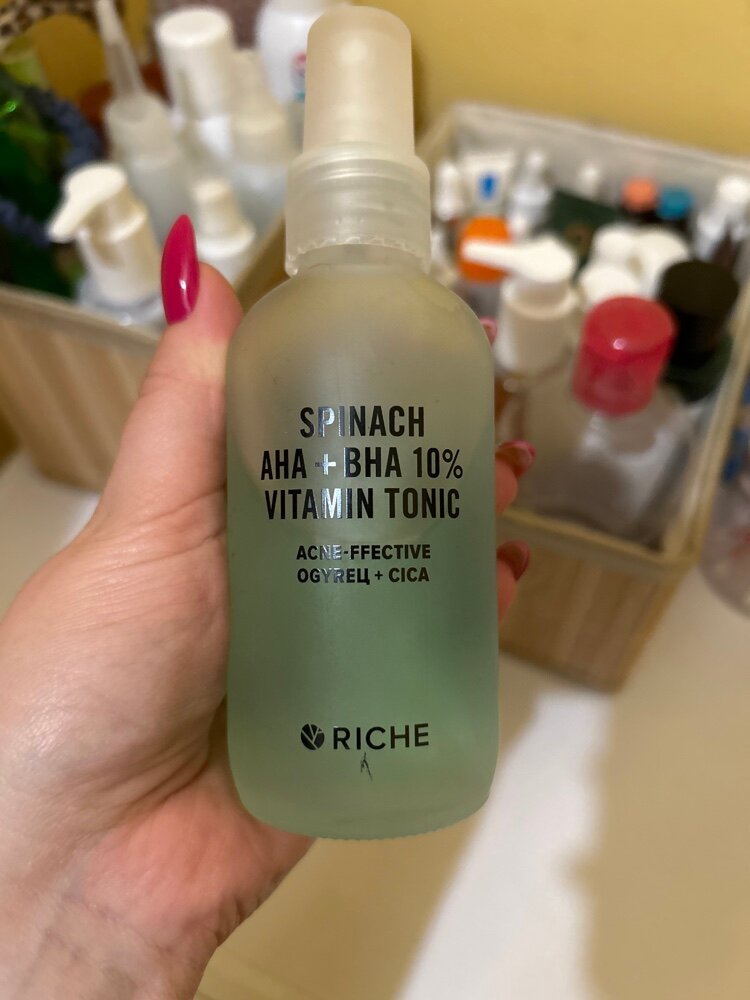 SPINACH
AHA + BHA 10%
VITAMIN TONIC
ACNE-FFECTIVE
OGYREЦ + CICA
RICHE